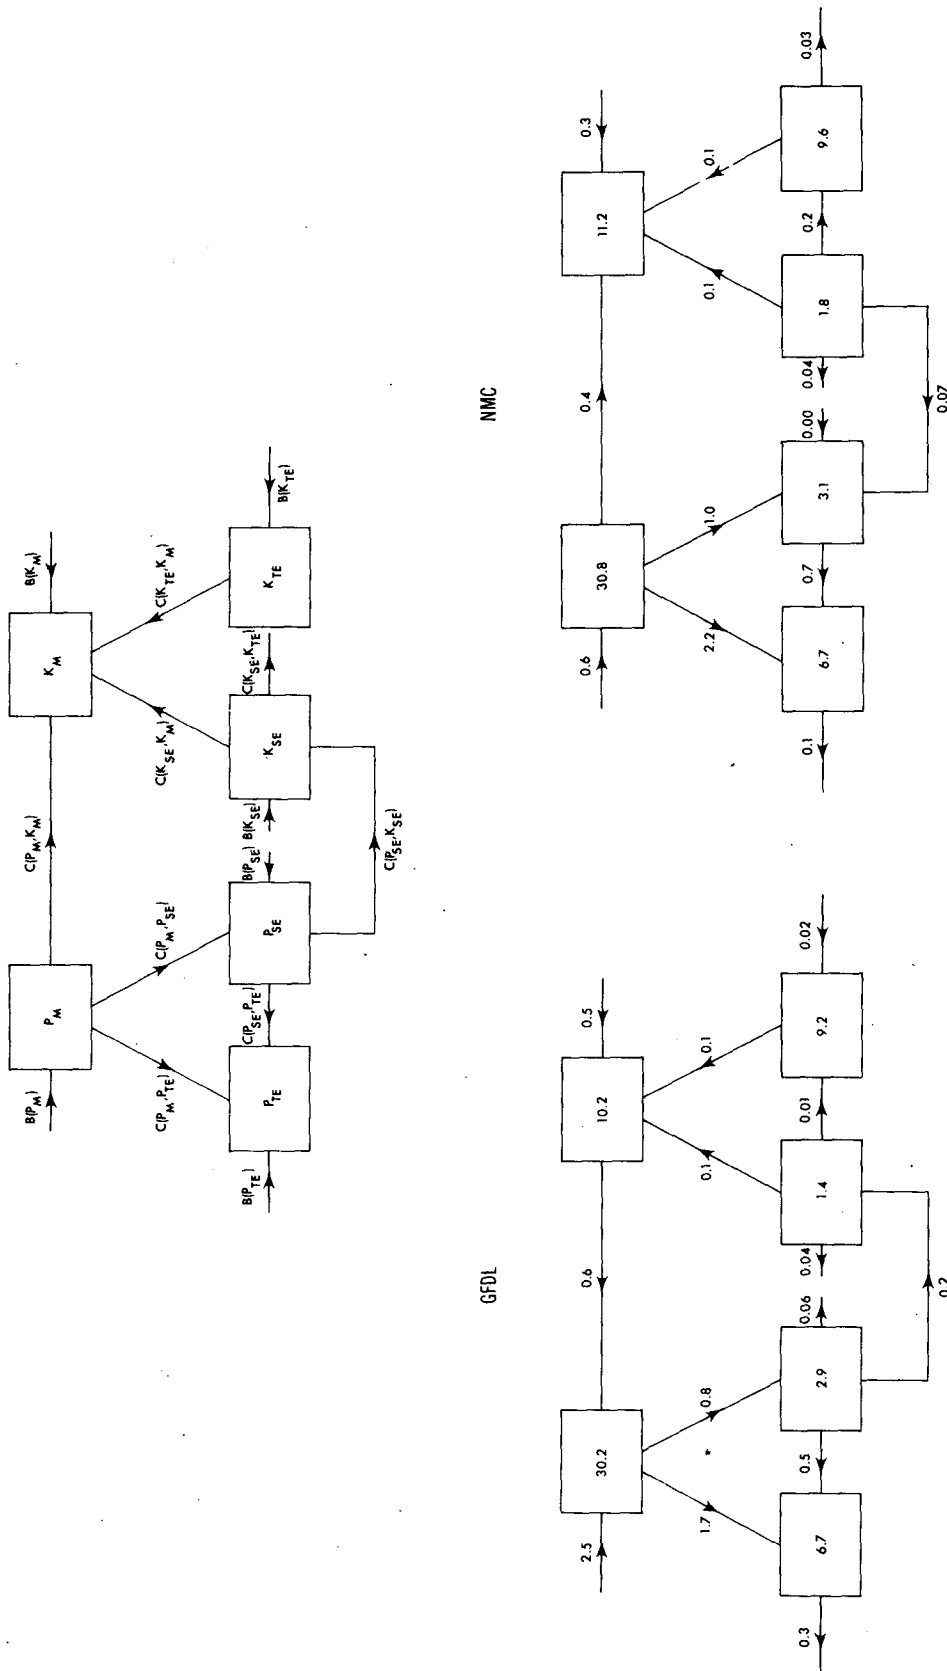 B(P_M)
P_M
C(P_M,K_M)
K_M
B(K_M)
C(P_M,P_TE)
C(P_M,P_SE)
C(K_SE,K_M)
C(K_TE,K_M)
B(P_TE)
P_TE
C(P_SE,P_TE)
P_SE
B(P_SE)
B(K_SE)
K_SE
C(K_SE,K_TE)
K_TE
B(K_TE)
C(P_SE,K_SE)
GFDL
2.5
30.2
0.6
10.2
0.5
1.7
0.8
0.1
0.1
0.3
6.7
0.5
2.9
0.06
0.04
1.4
0.01
9.2
0.02
0.2
NMC
0.6
30.8
0.4
11.2
0.3
2.2
1.0
0.1
0.1
0.1
6.7
0.7
3.1
0.00
0.04
1.8
0.2
9.6
0.03
0.07